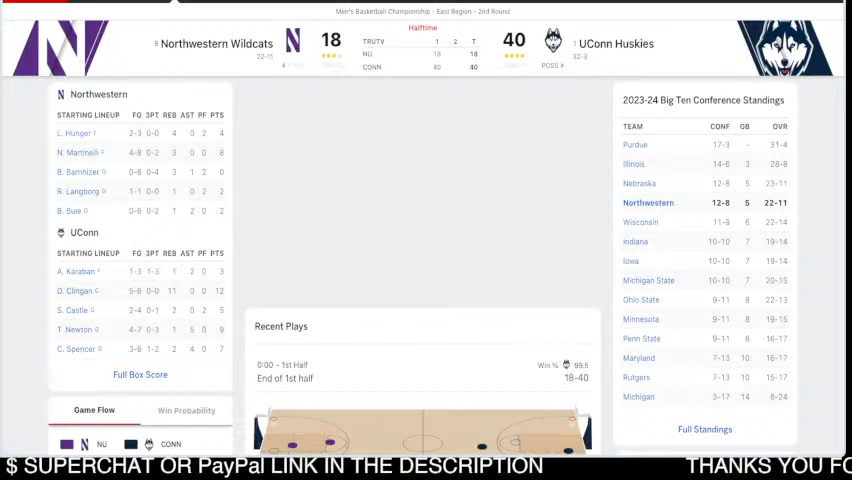 Men's Basketball Championship - East Region - 2nd Round
Halftime
9 Northwestern Wildcats
22-11
18
TRUTV 1 2 T
NU 18 18
CONN 40 40
40
POSS
1 UConn Huskies
32-3
Northwestern
STARTING LINEUP FG 3PT REB AST PF PTS
L. Hunger F 2-3 0-0 4 0 2 4
N. Martinelli F 4-8 0-2 3 0 0 8
B. Barnhizer G 0-8 0-4 3 1 2 0
R. Langborg G 1-1 0-0 1 0 2 2
B. Buie G 0-6 0-2 1 2 0 2
UConn
STARTING LINEUP FG 3PT REB AST PF PTS
A. Karaban F 1-3 1-3 1 2 0 3
D. Clingan C 5-6 0-0 11 0 0 12
S. Castle G 2-4 0-1 2 0 2 5
T. Newton G 4-7 0-3 1 5 0 9
C. Spencer G 3-6 1-2 2 4 0 7
Full Box Score
Game Flow Win Probability
NU CONN
Recent Plays
0:00 - 1st Half
End of 1st half
Win % 99.5
18-40
2023-24 Big Ten Conference Standings
TEAM CONF GB OVR
Purdue 17-3 - 31-4
Illinois 14-6 3 28-8
Nebraska 12-8 5 23-11
Northwestern 12-8 5 22-11
Wisconsin 11-9 6 22-14
Indiana 10-10 7 19-14
Iowa 10-10 7 19-14
Michigan State 10-10 7 20-15
Ohio State 9-11 8 22-13
Minnesota 9-11 8 19-15
Penn State 9-11 8 16-17
Maryland 7-13 10 16-17
Rutgers 7-13 10 15-17
Michigan 3-17 14 8-24
Full Standings
$ SUPERCHAT OR PayPal LINK IN THE DESCRIPTION THANKS YOU FO